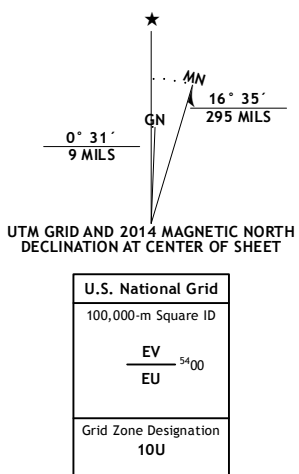 ★
MN
GN
16° 35´
295 MILS
0° 31´
9 MILS
UTM GRID AND 2014 MAGNETIC NORTH
DECLINATION AT CENTER OF SHEET
U.S. National Grid
100,000-m Square ID
EV
5400
EU
Grid Zone Designation
10U